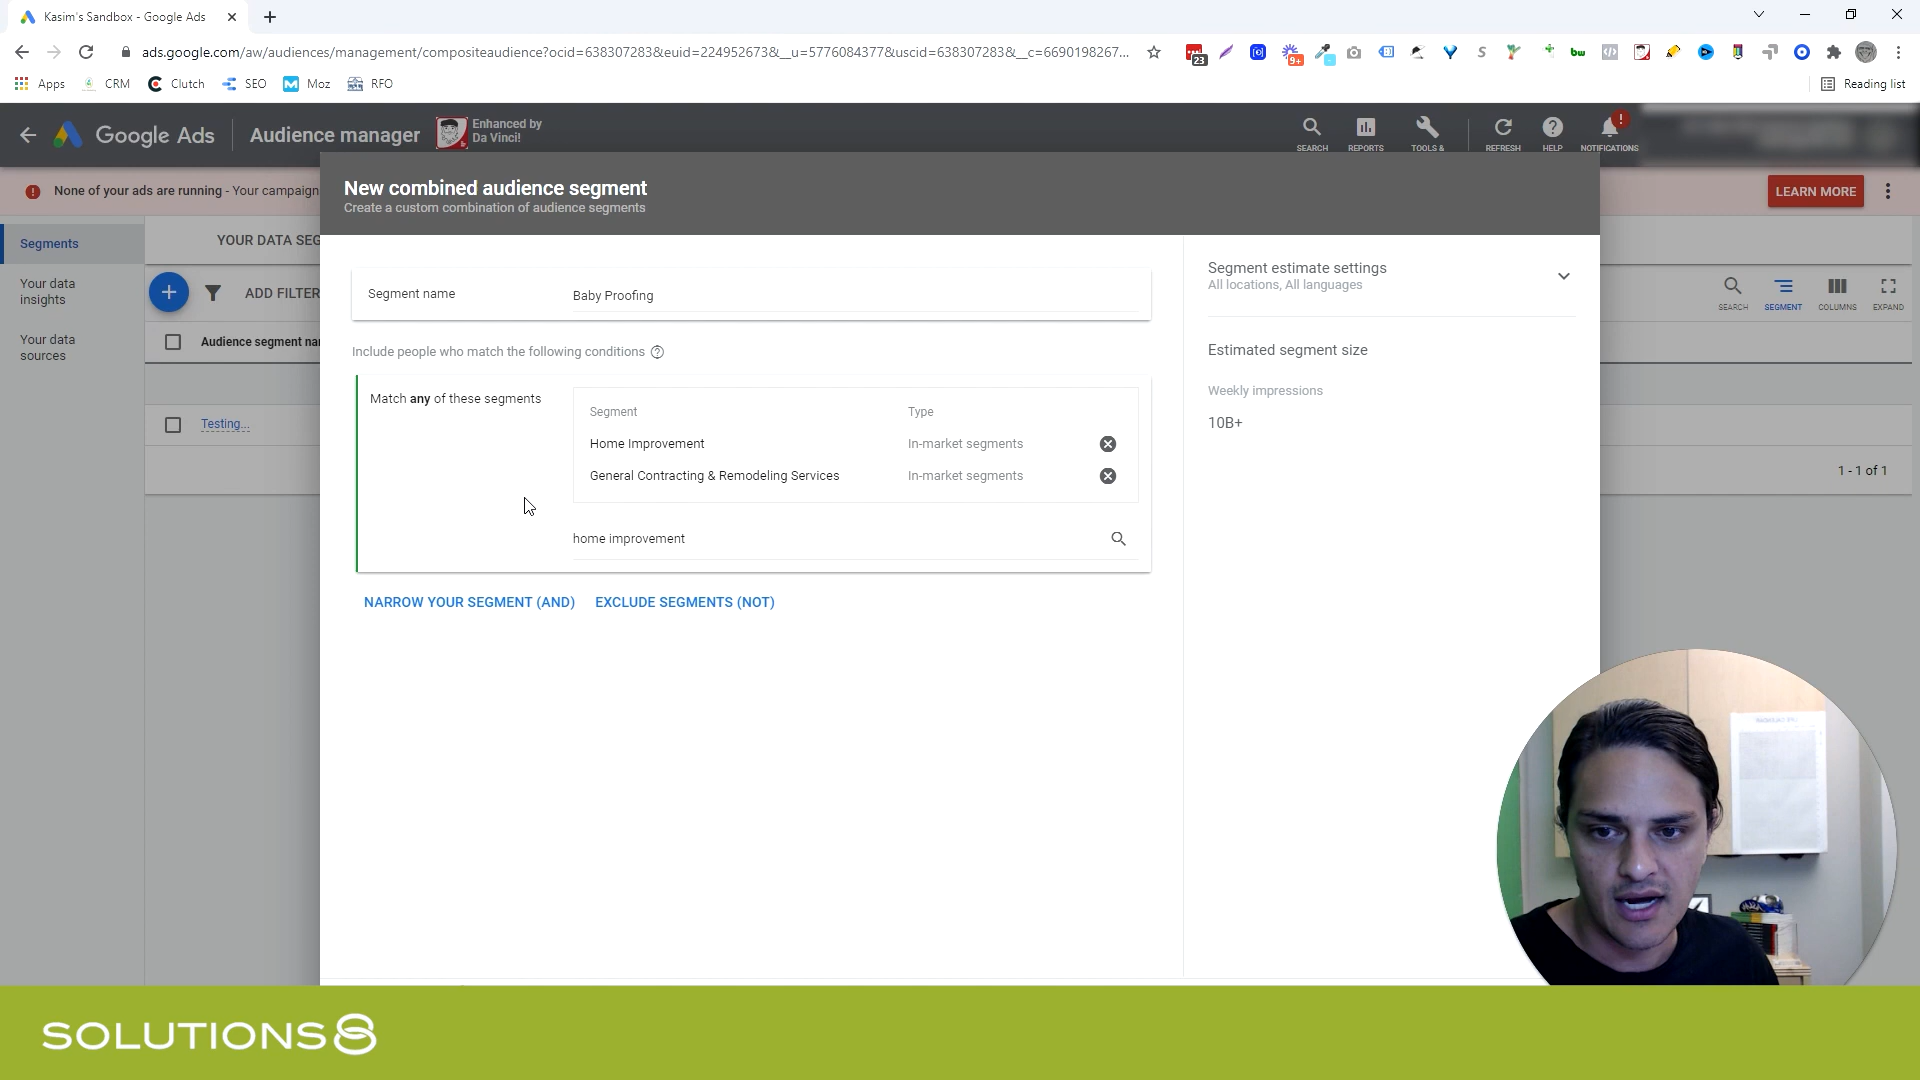 Kasim's Sandbox - Google Ads
ads.google.com/aw/audiences/management/compositeaudience?ocid=638307283&euid=224952673&__u=5776084377&uscid=638307283&__c=6690198267...
23
9+
S
bw
Apps
CRM
Clutch
SEO
Moz
RFO
Reading list
Google Ads
Audience manager
Enhanced by
Da Vinci!
SEARCH
REPORTS
TOOLS &
REFRESH
HELP
NOTIFICATIONS
None of your ads are running - Your campaign
LEARN MORE
New combined audience segment
Create a custom combination of audience segments
Segments
Your data
insights
Your data
sources
YOUR DATA SEG
ADD FILTER
SEARCH
SEGMENT
COLUMNS
EXPAND
Audience segment na
Testing...
1 - 1 of 1
Segment name
Baby Proofing
Include people who match the following conditions
Match any of these segments
Segment
Type
Home Improvement
In-market segments
General Contracting & Remodeling Services
In-market segments
home improvement
NARROW YOUR SEGMENT (AND)
EXCLUDE SEGMENTS (NOT)
Segment estimate settings
All locations, All languages
Estimated segment size
Weekly impressions
10B+
SOLUTIONS8